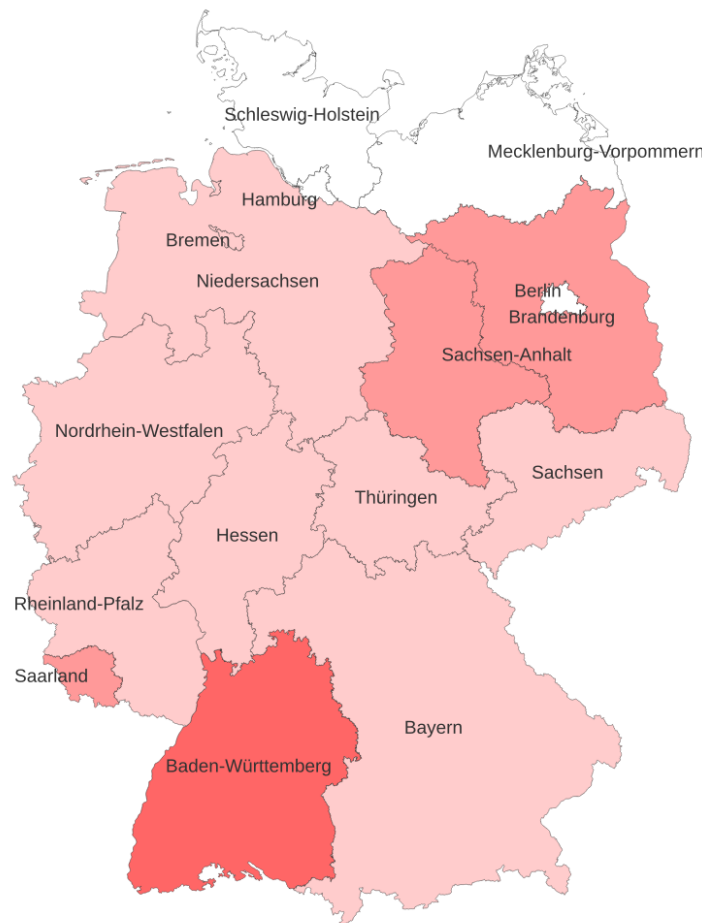 Schleswig-Holstein
Mecklenburg-Vorpommern
Hamburg
Bremen
Niedersachsen
Berlin
Brandenburg
Sachsen-Anhalt
Nordrhein-Westfalen
Sachsen
Thüringen
Hessen
Rheinland-Pfalz
Saarland
Bayern
Baden-Württemberg